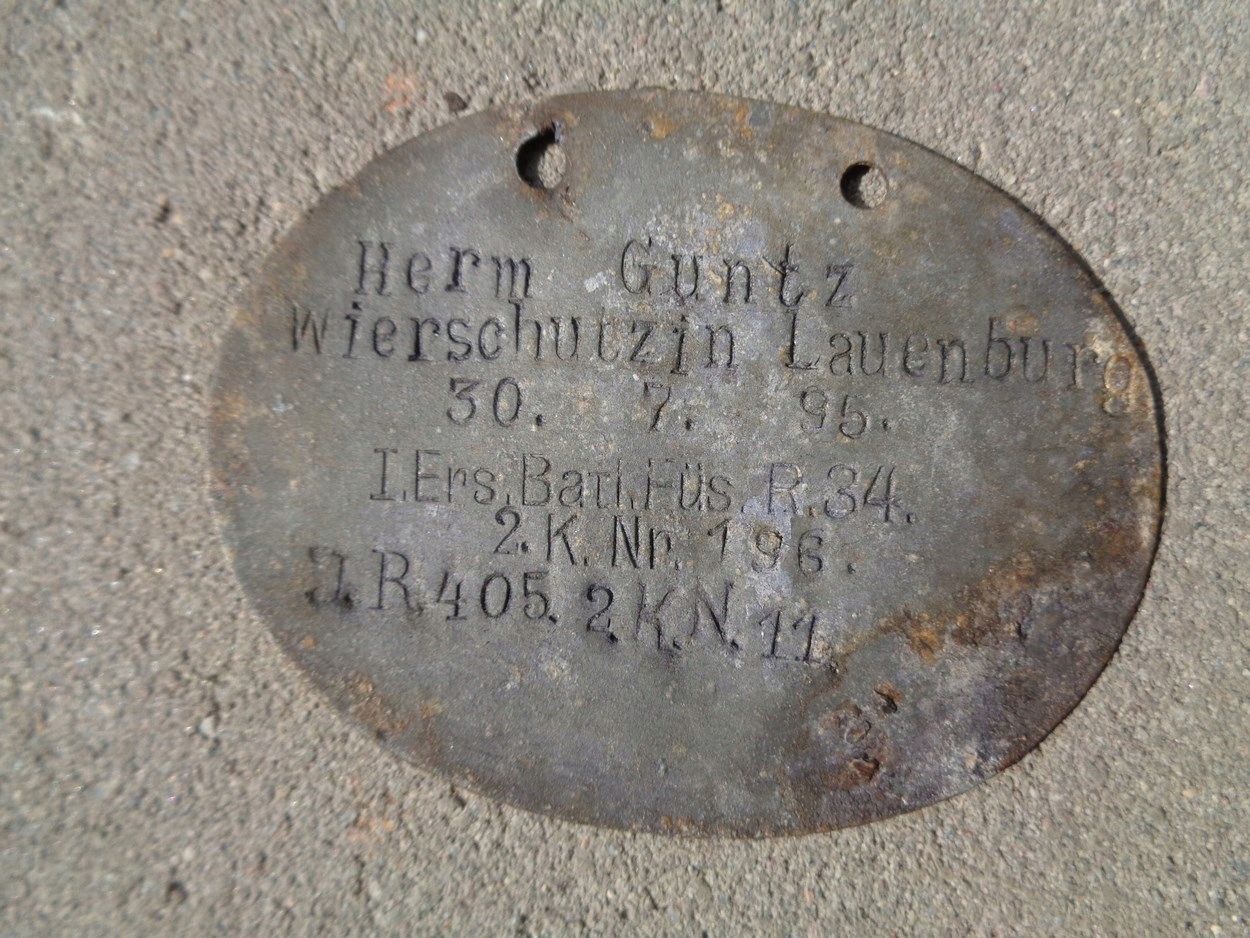 Herm Guntz
Wierschutzin Lauenburg
30. 7. 95.
I.Ers.Batl.Füs.R.34.
2.K.Nr.196.
J.R.405.2.K.N.11.